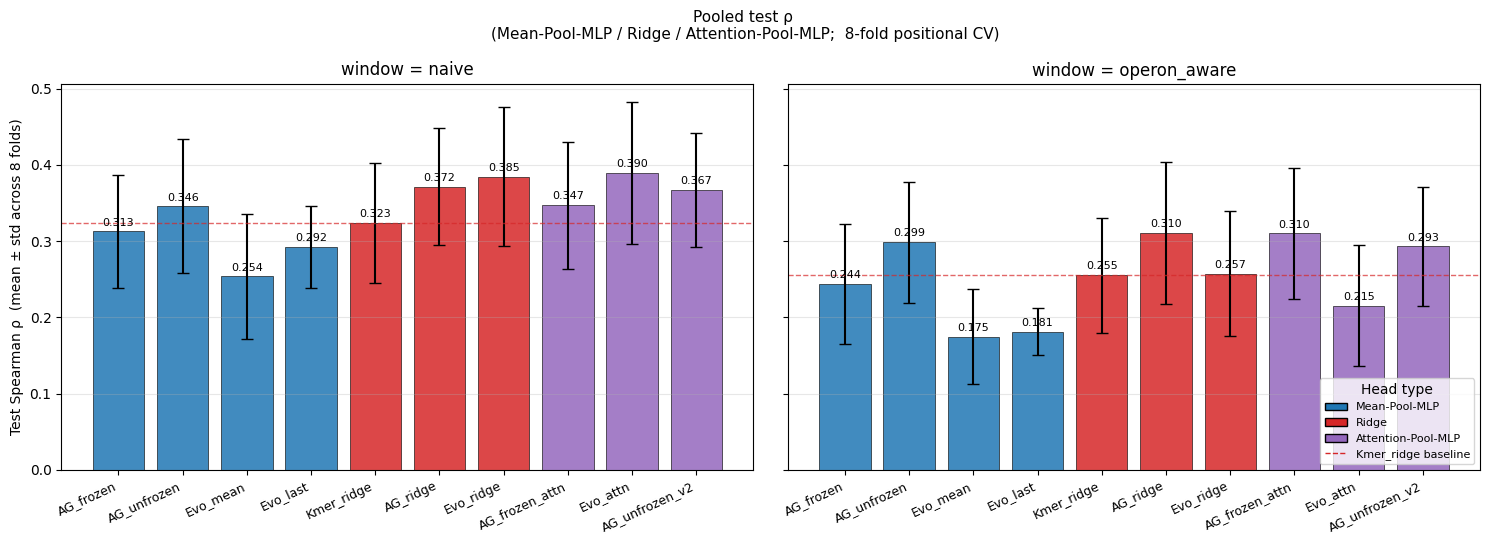 Pooled test ρ
(Mean-Pool-MLP / Ridge / Attention-Pool-MLP;  8-fold positional CV)
window = naive
Test Spearman ρ  (mean ± std across 8 folds)
0.5
0.4
0.3
0.2
0.1
0.0
0.313
0.346
0.254
0.292
0.323
0.372
0.385
0.347
0.390
0.367
AG_frozen
AG_unfrozen
Evo_mean
Evo_last
Kmer_ridge
AG_ridge
Evo_ridge
AG_frozen_attn
Evo_attn
AG_unfrozen_v2
window = operon_aware
0.244
0.299
0.175
0.181
0.255
0.310
0.257
0.310
0.215
0.293
Head type
Mean-Pool-MLP
Ridge
Attention-Pool-MLP
Kmer_ridge baseline
AG_frozen
AG_unfrozen
Evo_mean
Evo_last
Kmer_ridge
AG_ridge
Evo_ridge
AG_frozen_attn
Evo_attn
AG_unfrozen_v2